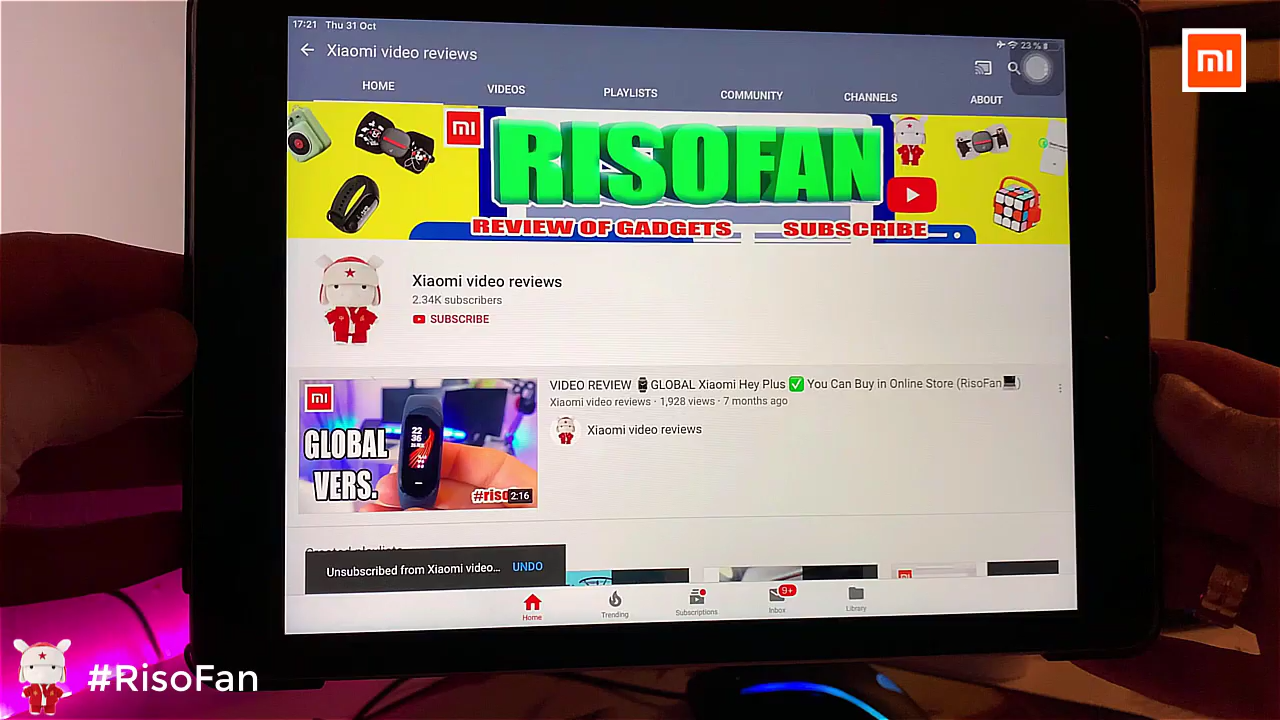 17:21 Thu 31 Oct
23 %
Xiaomi video reviews
HOME VIDEOS PLAYLISTS COMMUNITY CHANNELS ABOUT
RISOFAN
REVIEW OF GADGETS SUBSCRIBE
Xiaomi video reviews
2.34K subscribers
SUBSCRIBE
VIDEO REVIEW ⌚GLOBAL Xiaomi Hey Plus ✅ You Can Buy in Online Store (RisoFan💻)
Xiaomi video reviews · 1,928 views · 7 months ago
Xiaomi video reviews
GLOBAL
VERS.
22
36
#riso
2:16
Created playlists
Unsubscribed from Xiaomi video... UNDO
9+
Home Trending Subscriptions Inbox Library
#RisoFan